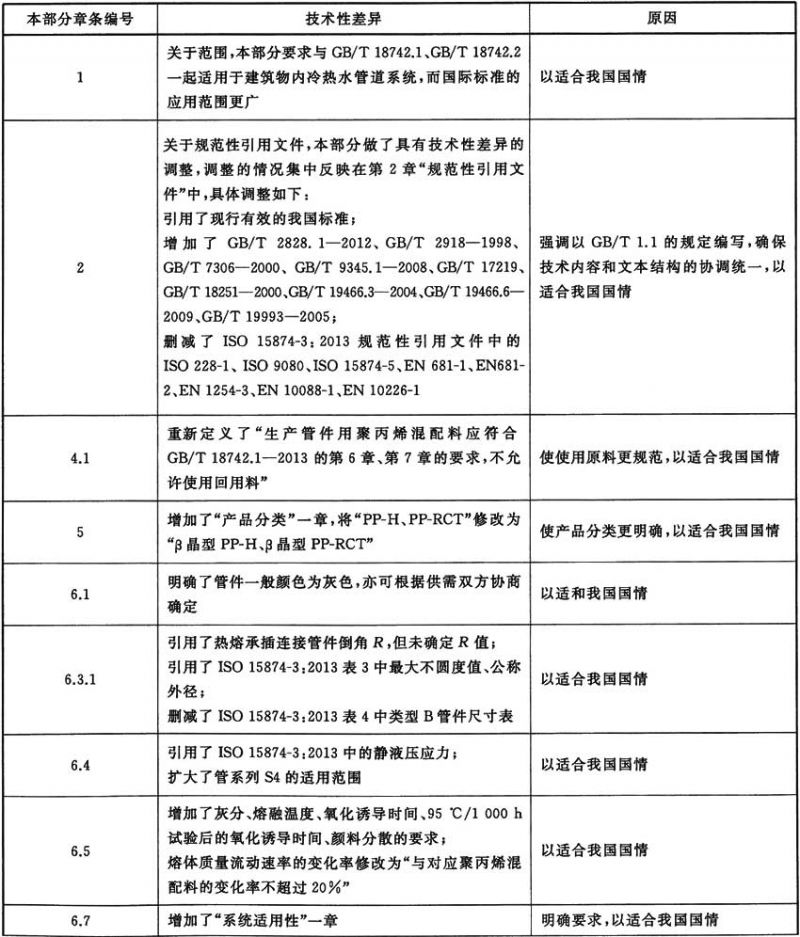 本部分章条编号
技术性差异
原因
1
关于范围,本部分要求与 GB/T 18742.1、GB/T 18742.2
一起适用于建筑物内冷热水管道系统,而国际标准的
应用范围更广
以适合我国国情
2
关于规范性引用文件,本部分做了具有技术性差异的
调整,调整的情况集中反映在第 2 章“规范性引用文
件”中,具体调整如下:
引用了现行有效的我国标准;
增加了 GB/T 2828.1—2012、GB/T 2918—1998、
GB/T 7306—2000、GB/T 9345.1—2008、GB/T 17219、
GB/T 18251—2000、GB/T 19466.3—2004、GB/T 19466.6—
2009、GB/T 19993—2005;
删减了 ISO 15874-3:2013 规范性引用文件中的
ISO 228-1、ISO 9080、ISO 15874-5、EN 681-1、EN681-
2、EN 1254-3、EN 10088-1、EN 10226-1
强调以 GB/T 1.1 的规定编写,确保
技术内容和文本结构的协调统一,以
适合我国国情
4.1
重新定义了“生产管件用聚丙烯混配料应符合
GB/T 18742.1—2013 的第 6 章、第 7 章的要求,不允
许使用回用料”
使使用原料更规范,以适合我国国情
5
增加了“产品分类”一章,将“PP-H、PP-RCT”修改为
“β晶型 PP-H、β晶型 PP-RCT”
使产品分类更明确,以适合我国国情
6.1
明确了管件一般颜色为灰色,亦可根据供需双方协商
确定
以适和我国国情
6.3.1
引用了热熔承插连接管件倒角 R,但未确定 R 值;
引用了 ISO 15874-3:2013 表 3 中最大不圆度值、公称
外径;
删减了 ISO 15874-3:2013 表 4 中类型 B 管件尺寸表
以适合我国国情
6.4
引用了 ISO 15874-3:2013 中的静液压应力;
扩大了管系列 S4 的适用范围
以适合我国国情
6.5
增加了灰分、熔融温度、氧化诱导时间、95 ℃/1 000 h
试验后的氧化诱导时间、颜料分散的要求;
熔体质量流动速率的变化率修改为“与对应聚丙烯混
配料的变化率不超过 20%”
以适合我国国情
6.7
增加了“系统适用性”一章
明确要求,以适合我国国情